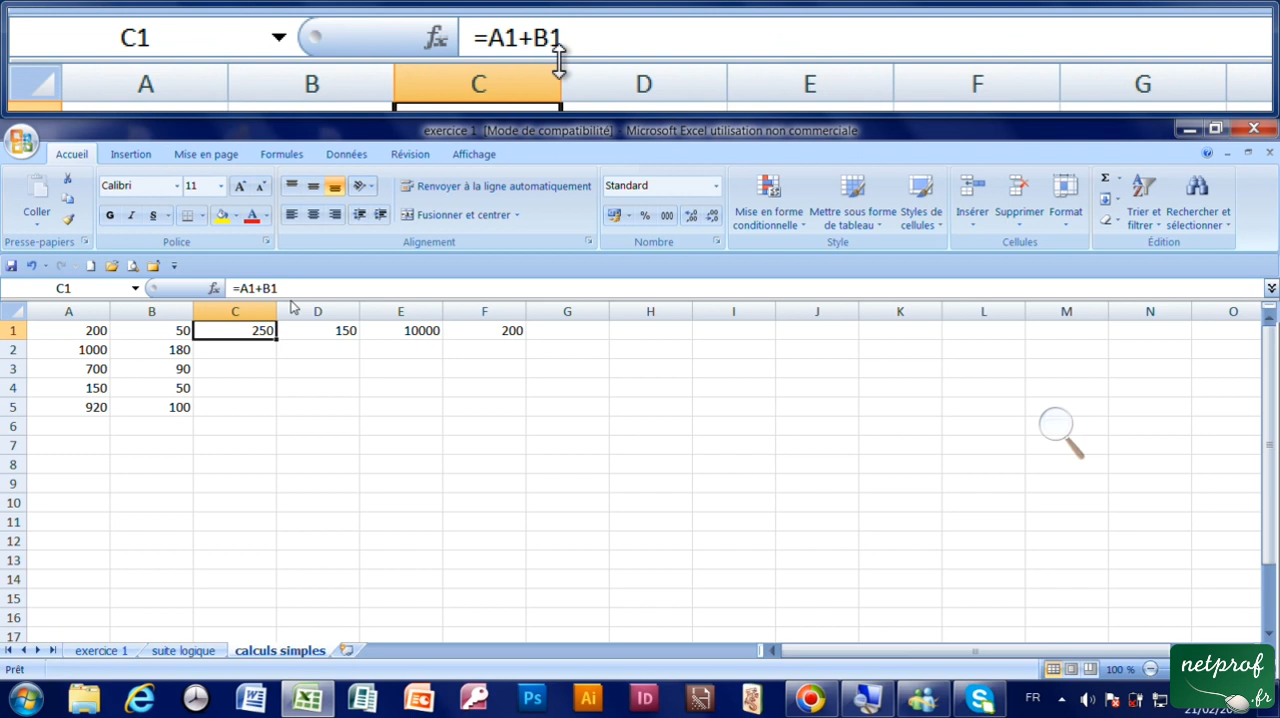 C1 fx =A1+B1
A B C D E F G
exercice 1 [Mode de compatibilité] - Microsoft Excel utilisation non commerciale
Accueil Insertion Mise en page Formules Données Révision Affichage
Coller
Calibri 11
G I S
Renvoyer à la ligne automatiquement
Fusionner et centrer
Standard
% 000
Mise en forme conditionnelle
Mettre sous forme de tableau
Styles de cellules
Insérer Supprimer Format
Trier et filtrer
Rechercher et sélectionner
Presse-papiers Police Alignement Nombre Style Cellules Édition
C1 fx =A1+B1
A B C D E F G H I J K L M N O
1 200 50 250 150 10000 200
2 1000 180
3 700 90
4 150 50
5 920 100
6
7
8
9
10
11
12
13
14
15
16
17
exercice 1 suite logique calculs simples
Prêt 100 %
Ps Ai ID FR
netprof
.fr